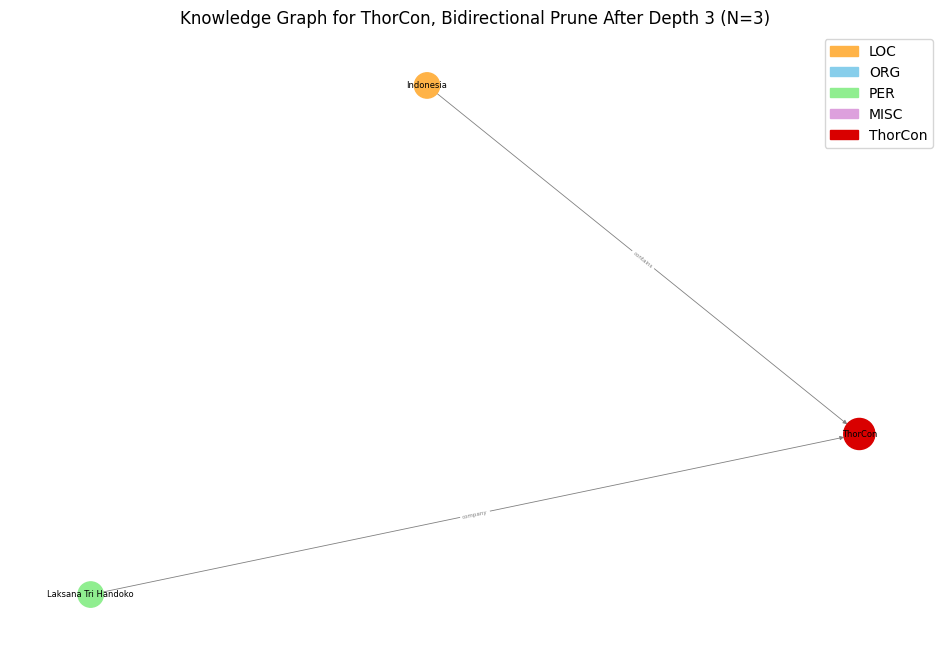 Knowledge Graph for ThorCon, Bidirectional Prune After Depth 3 (N=3)
LOC
ORG
PER
MISC
ThorCon
Indonesia
contains
ThorCon
company
Laksana Tri Handoko